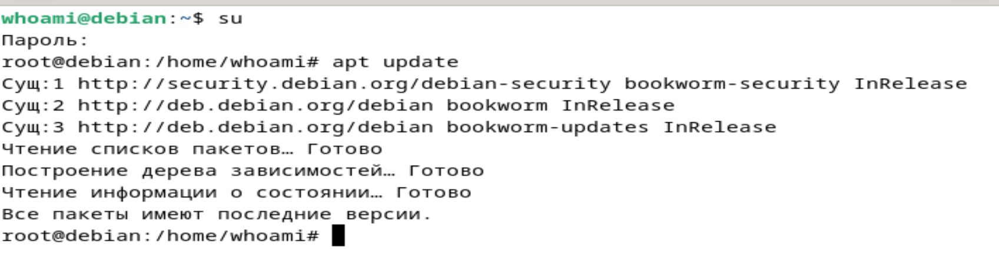 whoami@debian:~$ su
Пароль:
root@debian:/home/whoami# apt update
Сущ:1 http://security.debian.org/debian-security bookworm-security InRelease
Сущ:2 http://deb.debian.org/debian bookworm InRelease
Сущ:3 http://deb.debian.org/debian bookworm-updates InRelease
Чтение списков пакетов… Готово
Построение дерева зависимостей… Готово
Чтение информации о состоянии… Готово
Все пакеты имеют последние версии.
root@debian:/home/whoami#